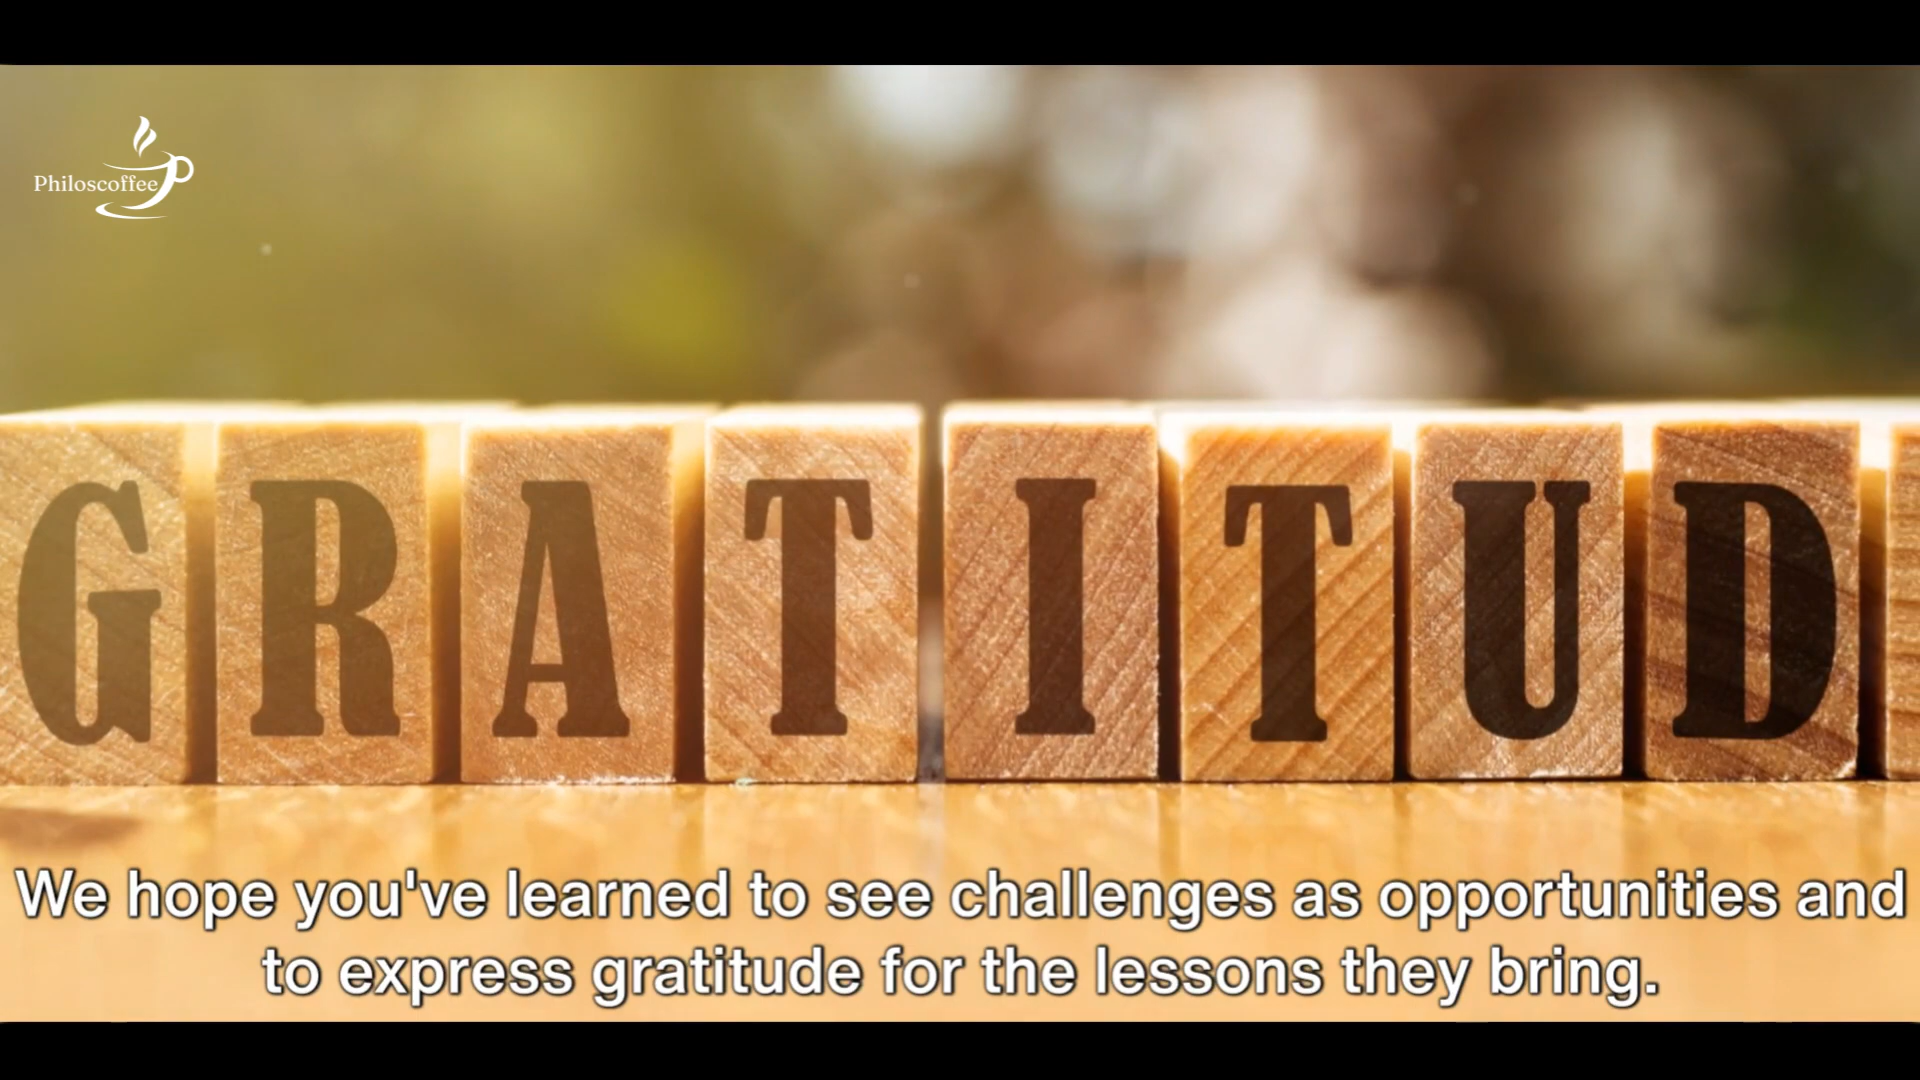 Philoscoffee
GRATITUD
We hope you've learned to see challenges as opportunities and
to express gratitude for the lessons they bring.